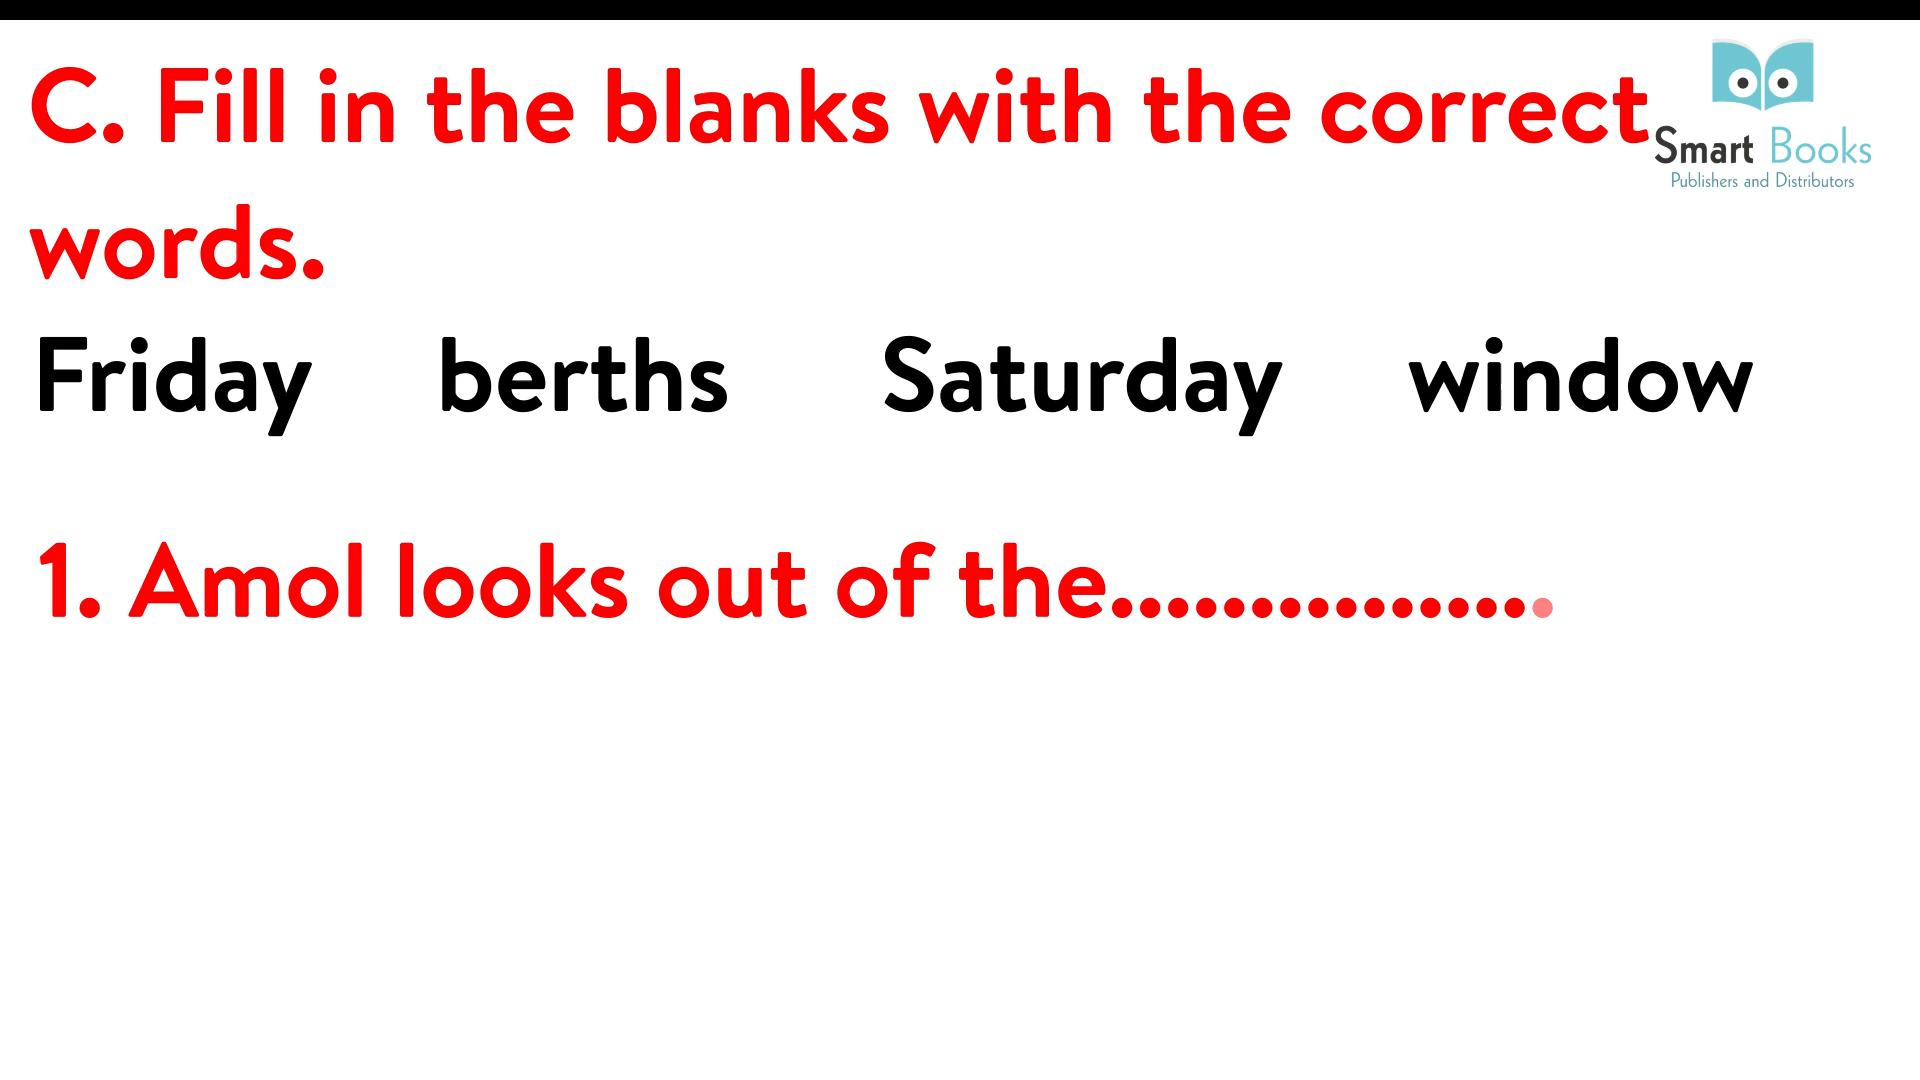 C. Fill in the blanks with the correct
Smart Books
Publishers and Distributors
words.
Friday berths Saturday window
1. Amol looks out of the................